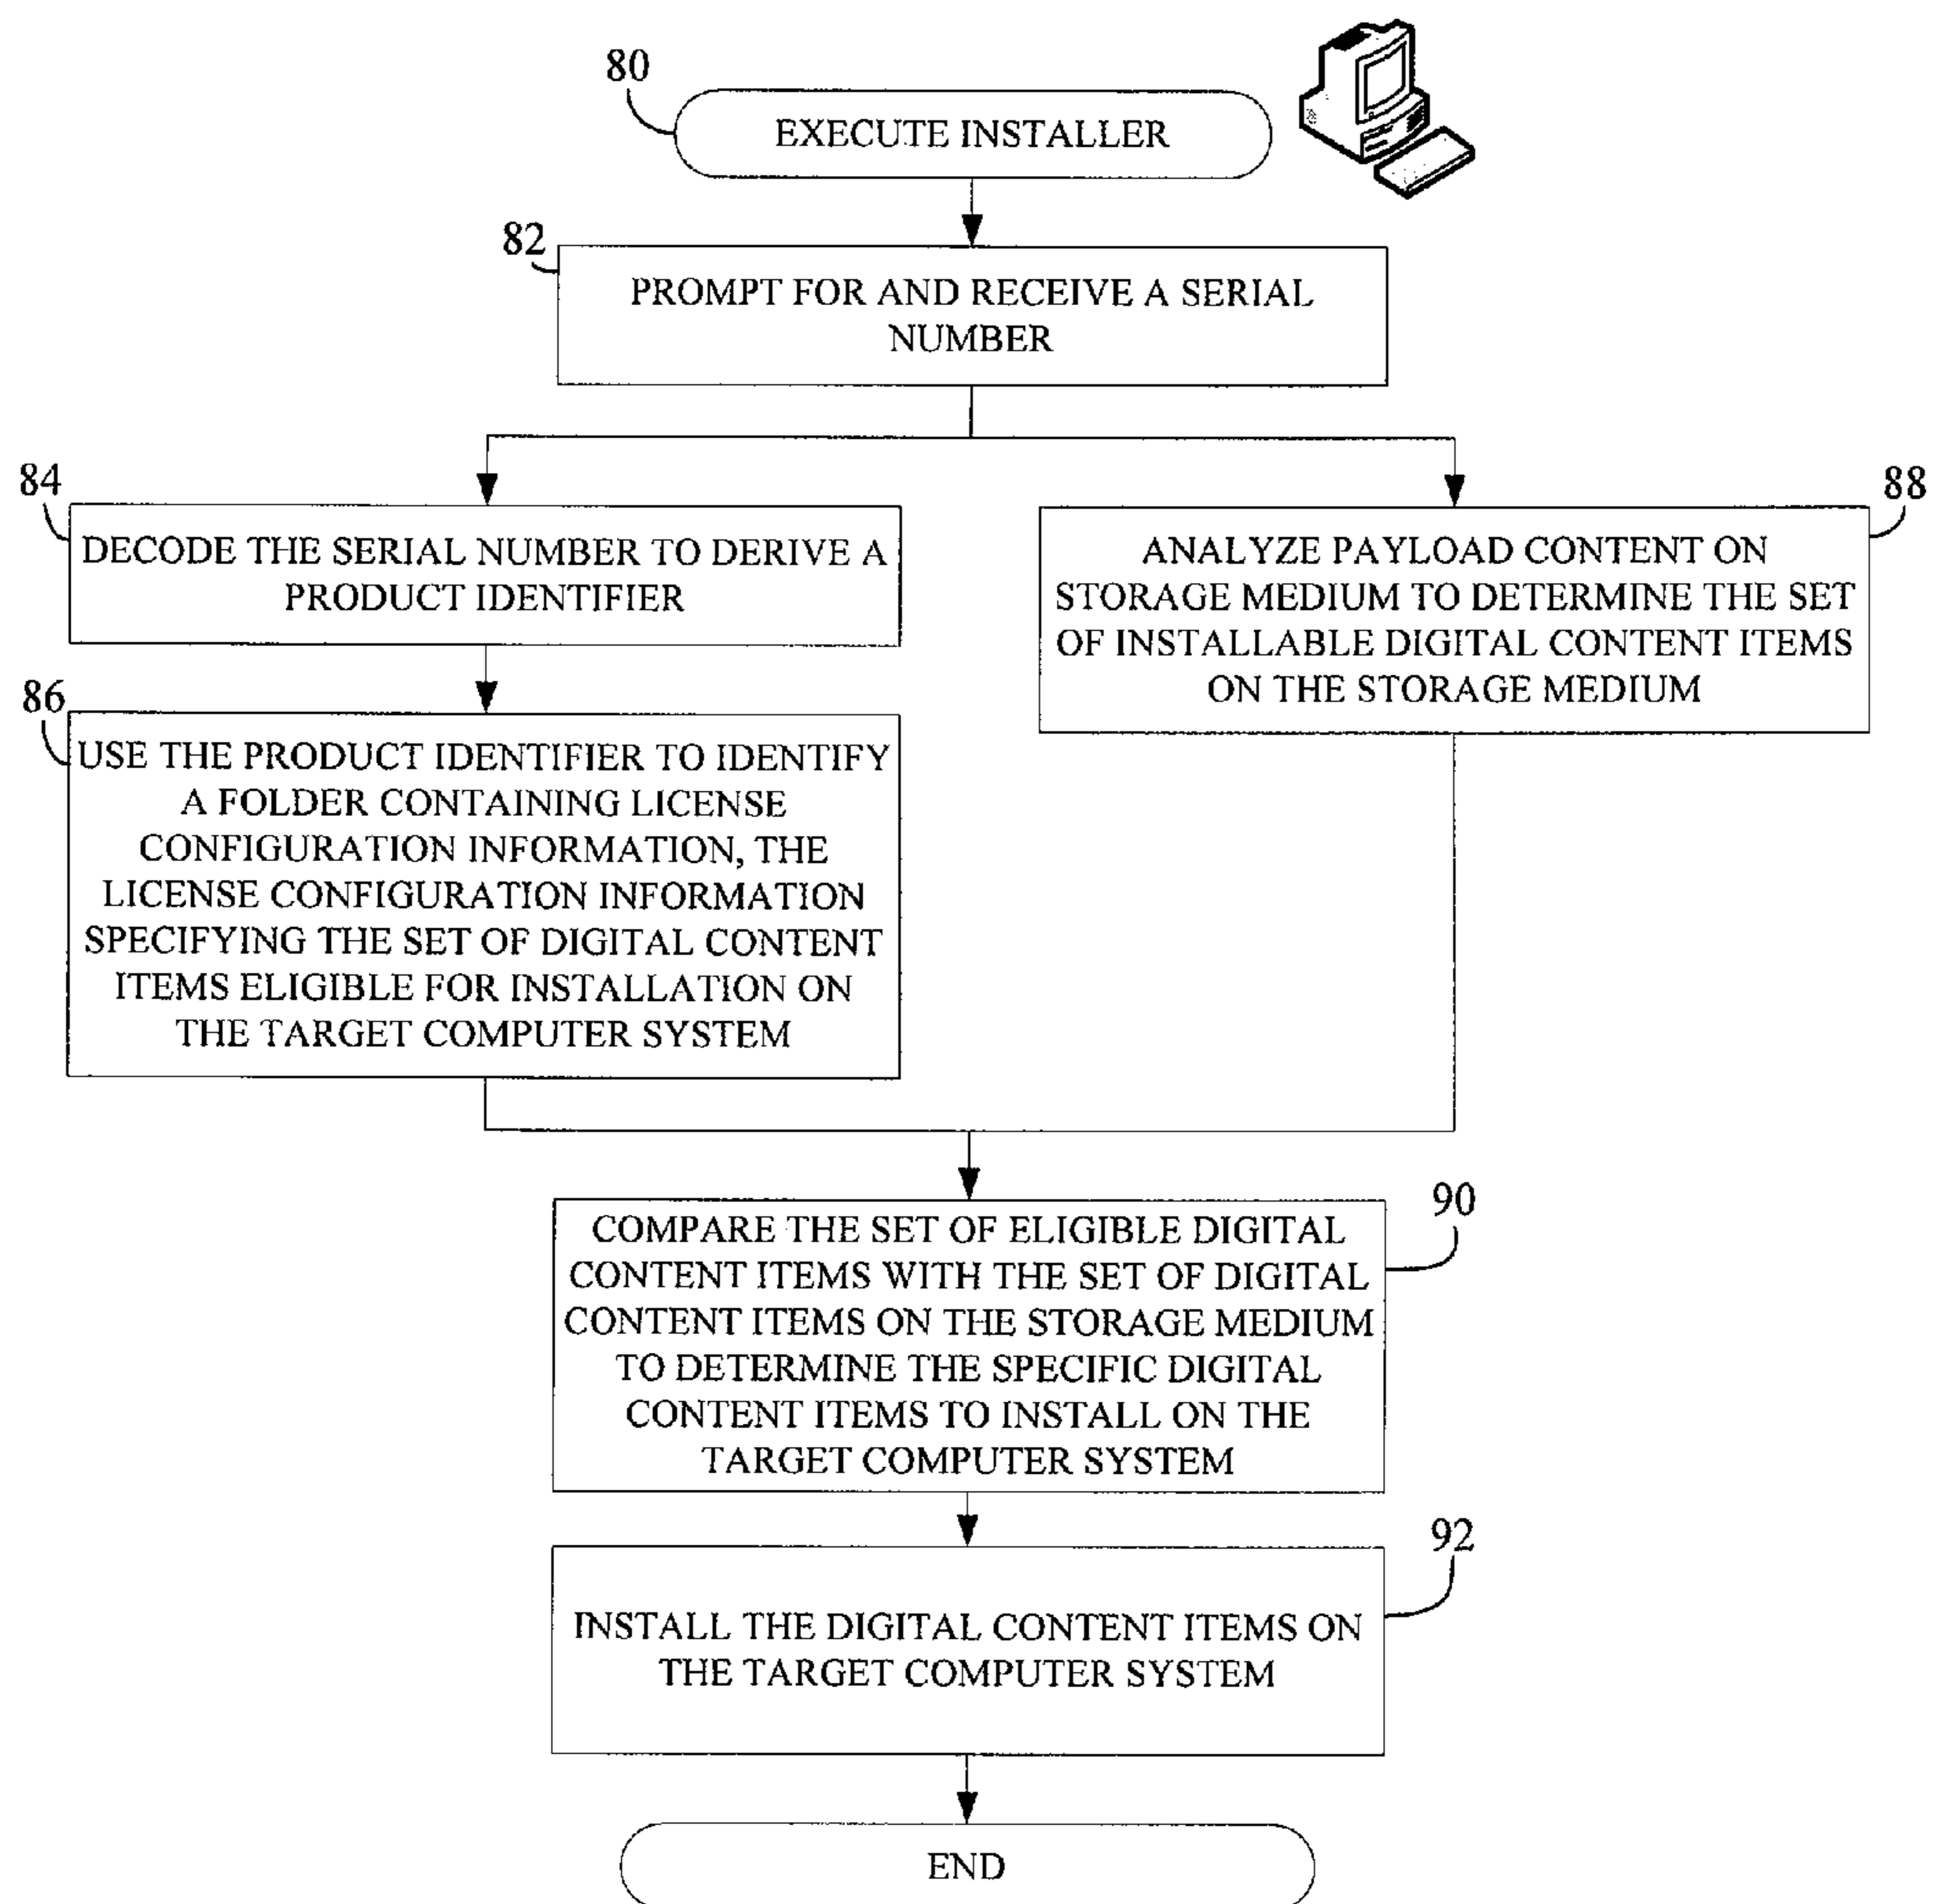 80
EXECUTE INSTALLER
82
PROMPT FOR AND RECEIVE A SERIAL
NUMBER
84
DECODE THE SERIAL NUMBER TO DERIVE A
PRODUCT IDENTIFIER
86
USE THE PRODUCT IDENTIFIER TO IDENTIFY
A FOLDER CONTAINING LICENSE
CONFIGURATION INFORMATION, THE
LICENSE CONFIGURATION INFORMATION
SPECIFYING THE SET OF DIGITAL CONTENT
ITEMS ELIGIBLE FOR INSTALLATION ON
THE TARGET COMPUTER SYSTEM
88
ANALYZE PAYLOAD CONTENT ON
STORAGE MEDIUM TO DETERMINE THE SET
OF INSTALLABLE DIGITAL CONTENT ITEMS
ON THE STORAGE MEDIUM
90
COMPARE THE SET OF ELIGIBLE DIGITAL
CONTENT ITEMS WITH THE SET OF DIGITAL
CONTENT ITEMS ON THE STORAGE MEDIUM
TO DETERMINE THE SPECIFIC DIGITAL
CONTENT ITEMS TO INSTALL ON THE
TARGET COMPUTER SYSTEM
92
INSTALL THE DIGITAL CONTENT ITEMS ON
THE TARGET COMPUTER SYSTEM
END